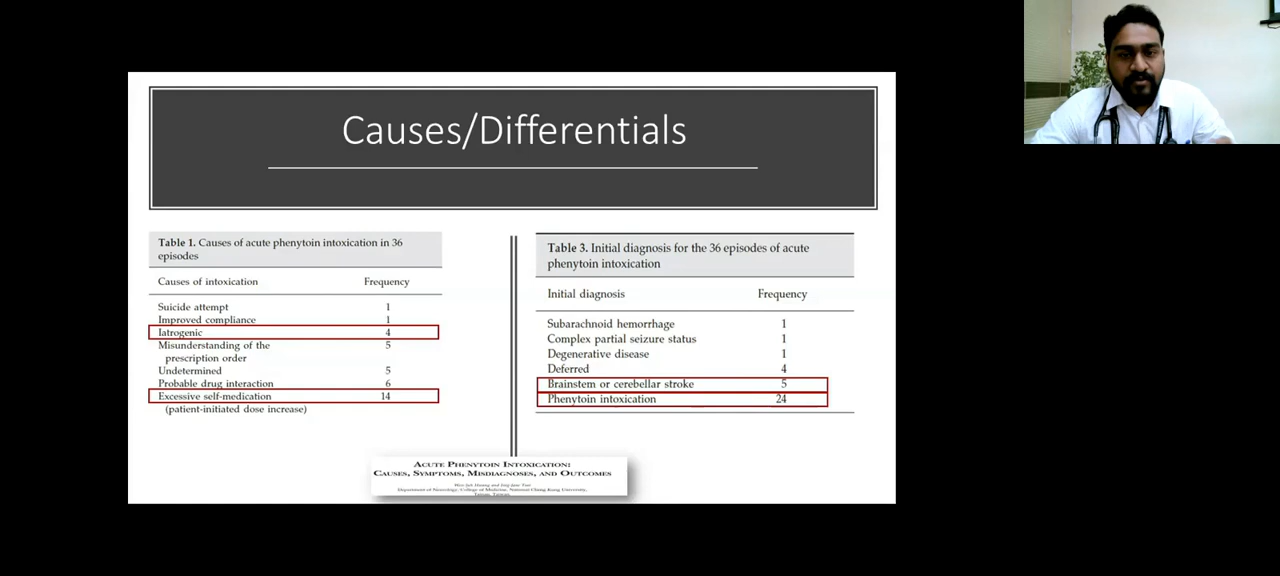 Causes/Differentials
Table 1. Causes of acute phenytoin intoxication in 36
episodes
Causes of intoxication Frequency
Suicide attempt 1
Improved compliance 1
Iatrogenic 4
Misunderstanding of the 5
prescription order
Undetermined 5
Probable drug interaction 6
Excessive self-medication 14
(patient-initiated dose increase)
Table 3. Initial diagnosis for the 36 episodes of acute
phenytoin intoxication
Initial diagnosis Frequency
Subarachnoid hemorrhage 1
Complex partial seizure status 1
Degenerative disease 1
Deferred 4
Brainstem or cerebellar stroke 5
Phenytoin intoxication 24
ACUTE PHENYTOIN INTOXICATION:
CAUSES, SYMPTOMS, MISDIAGNOSES, AND OUTCOMES
Department of Neurology, College of Medicine, National Cheng Kung University,
Tainan, Taiwan.